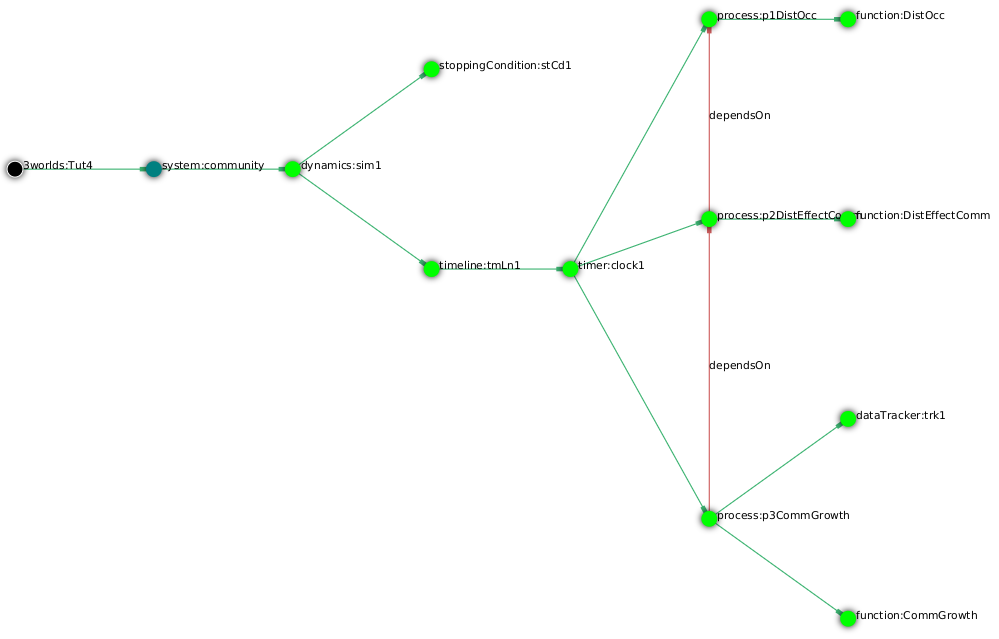 process:p1DistOcc
function:DistOcc
stoppingCondition:stCd1
dependsOn
3worlds:Tut4
system:community
dynamics:sim1
process:p2DistEffectComm
function:DistEffectComm
timeline:tmLn1
timer:clock1
dependsOn
dataTracker:trk1
process:p3CommGrowth
function:CommGrowth